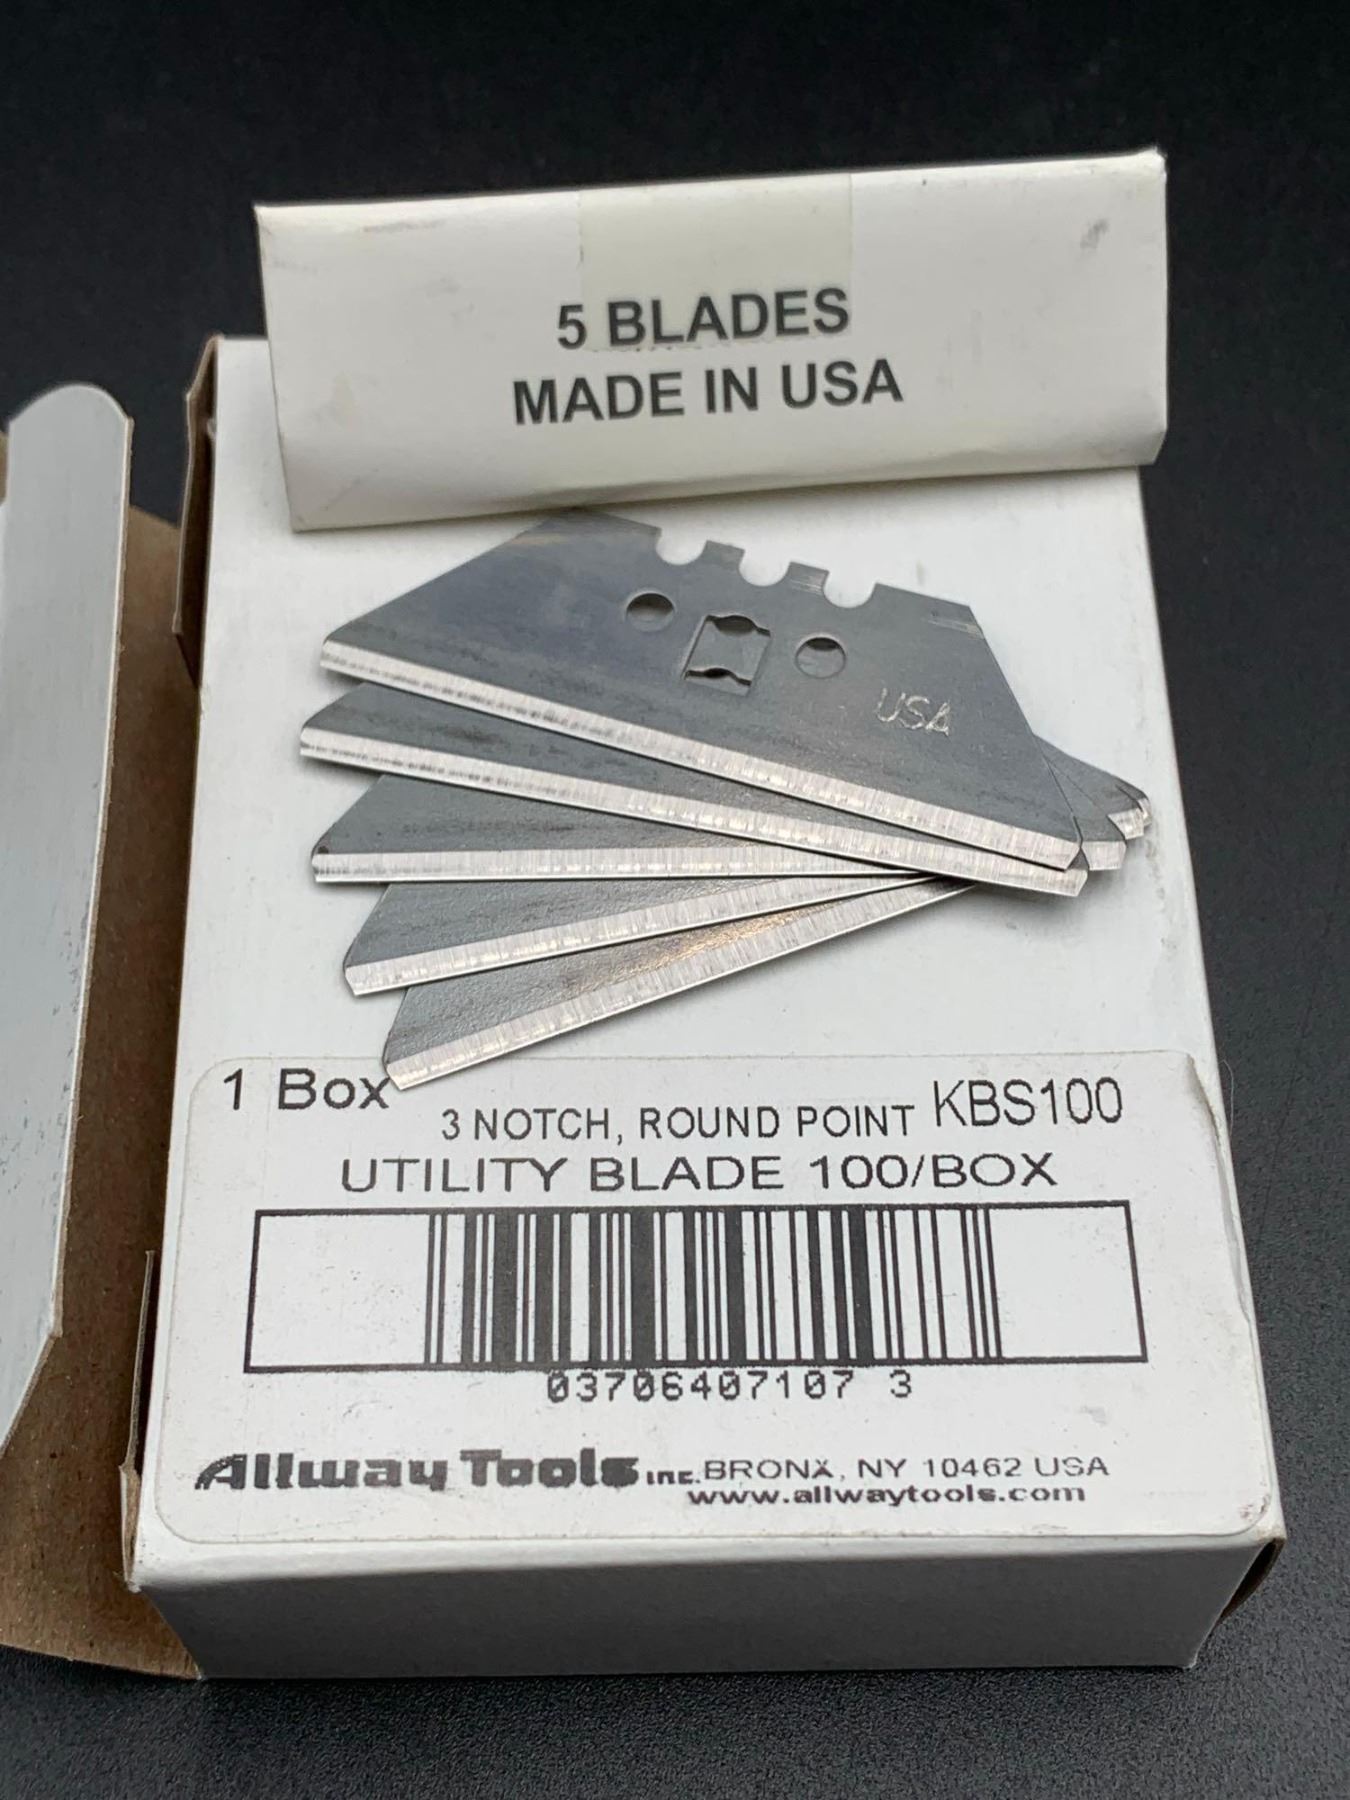 5 BLADES
MADE IN USA
USA
1 Box
3 NOTCH, ROUND POINT KBS100
UTILITY BLADE 100/BOX
03706407107 3
Allway Tools inc. BRONX, NY 10462 USA
www.allwaytools.com